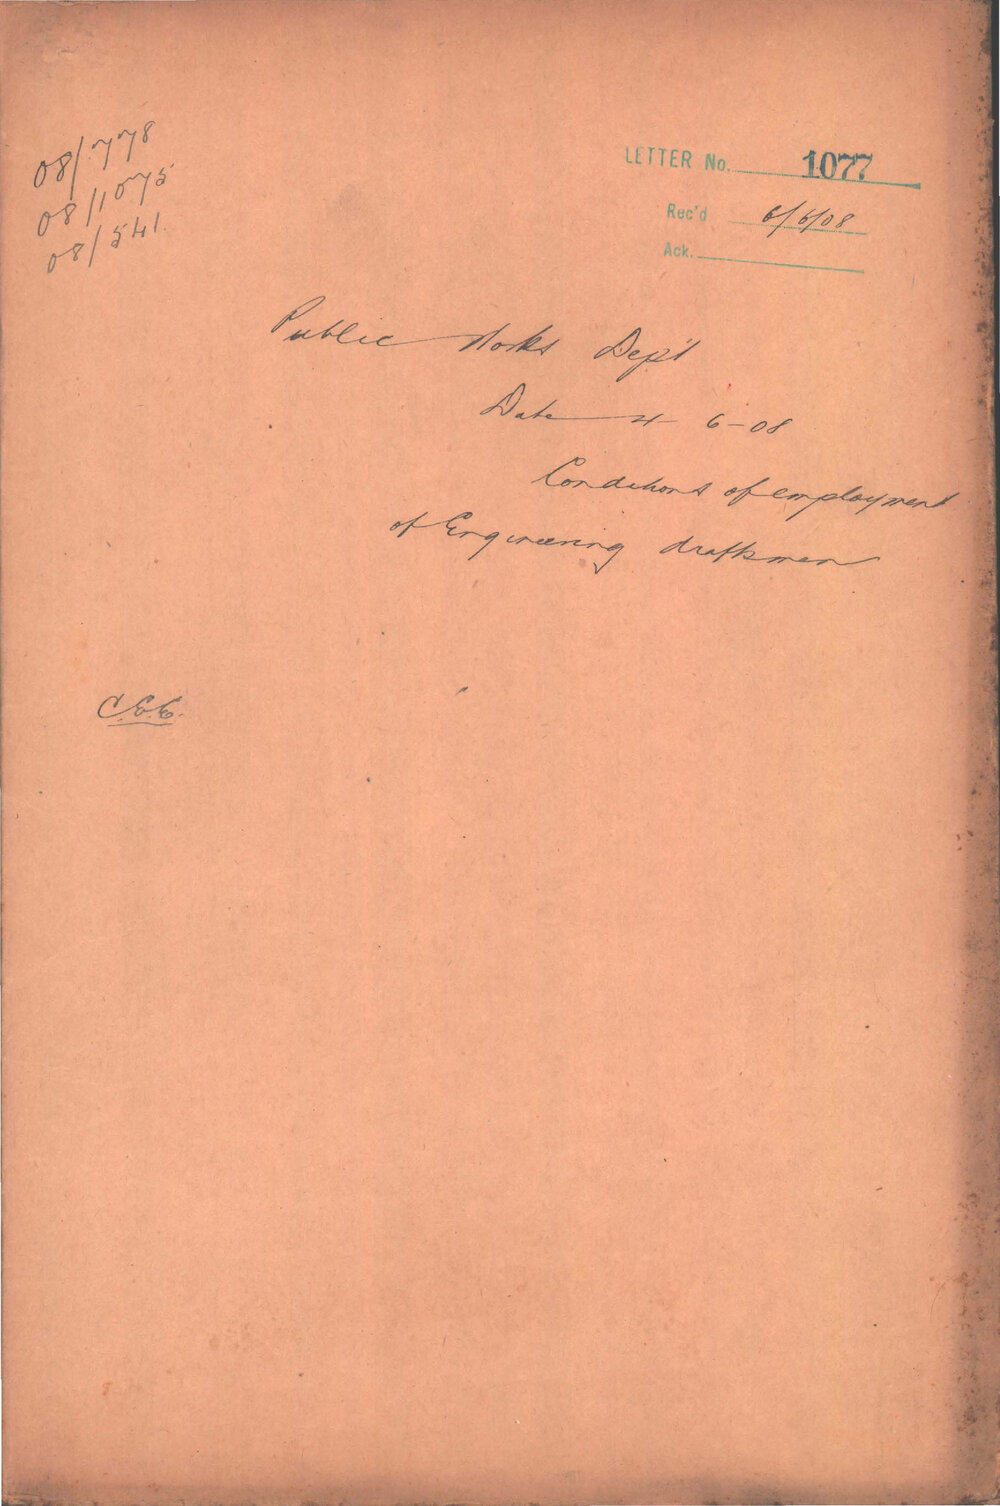 08/778
08/1075
08/541.
LETTER No. 1077
Rec'd 6/6/08
Ack.
Public Works Dep't
Date 4-6-08
Conditions of employment
of Engineering draftsmen
C.E.E.